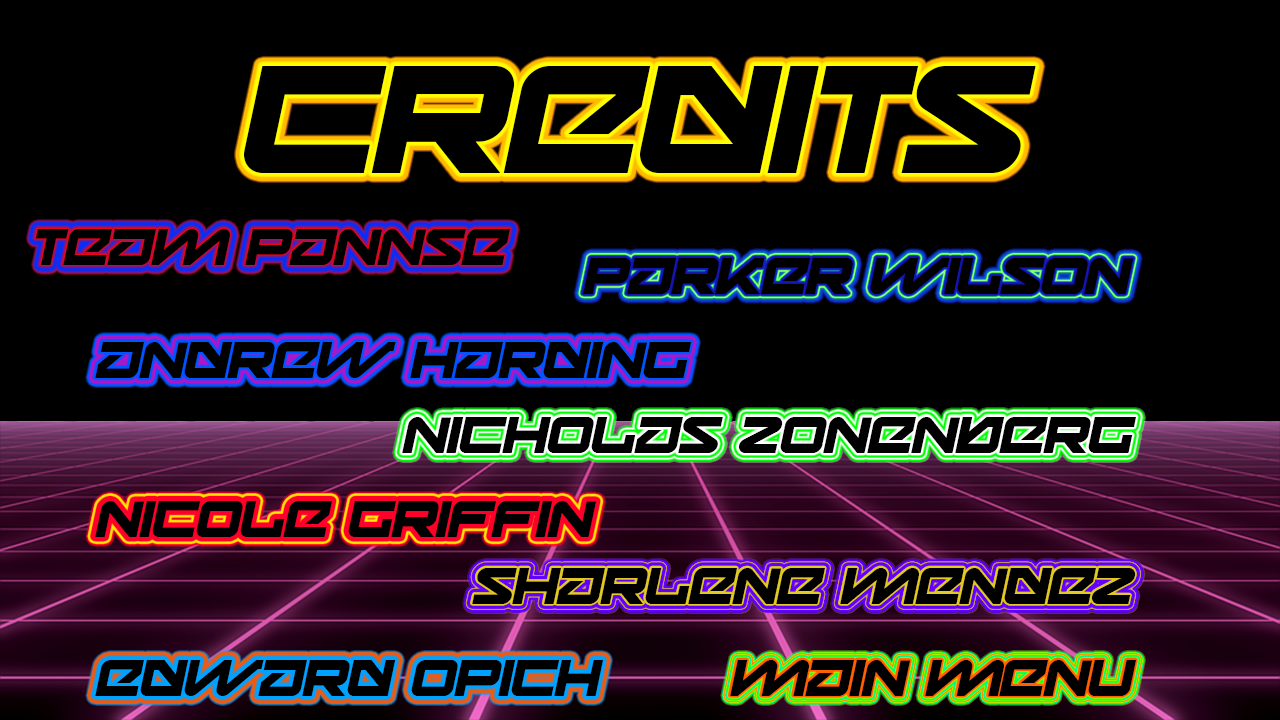 CREDITS
TEAM PANNSE
PARKER WILSON
ANDREW HARDING
NICHOLAS ZONENBERG
NICOLE GRIFFIN
SHARLENE MENDEZ
EDWARD OPICH
MAIN MENU